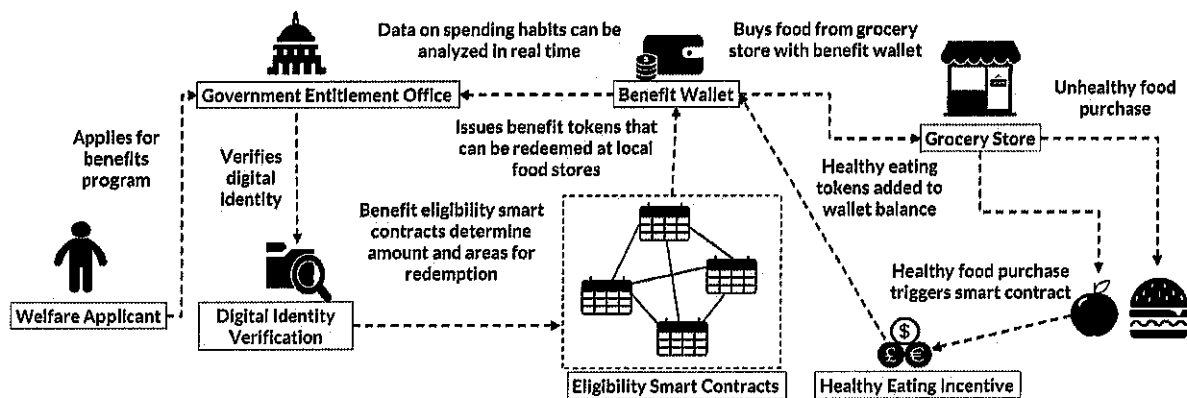 Data on spending habits can be
analyzed in real time
Buys food from grocery
store with benefit wallet
Unhealthy food
purchase
Government Entitlement Office
Benefit Wallet
Grocery Store
Applies for
benefits
program
Verifies
digital
identity
Issues benefit tokens that
can be redeemed at local
food stores
Healthy eating
tokens added to
wallet balance
Benefit eligibility smart
contracts determine
amount and areas for
redemption
Healthy food purchase
triggers smart contract
Welfare Applicant
Digital Identity
Verification
$
£ €
Eligibility Smart Contracts
Healthy Eating Incentive